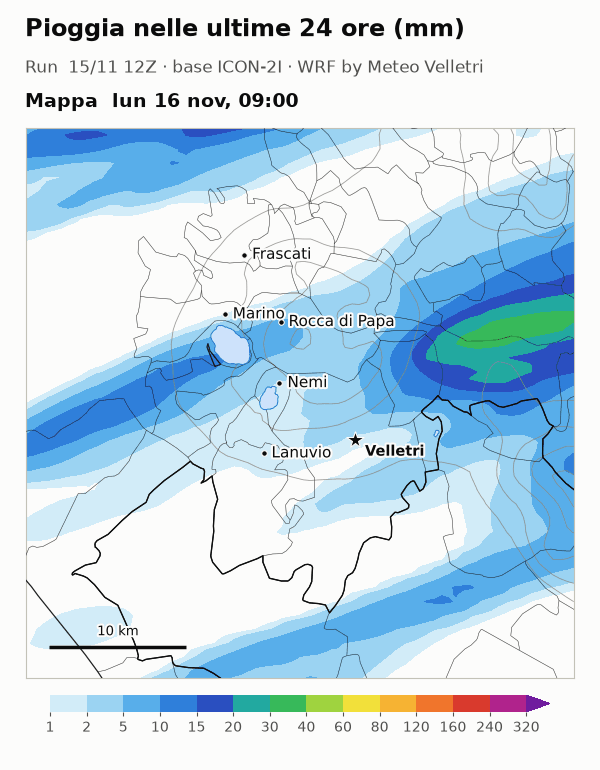 Pioggia nelle ultime 24 ore (mm)
Run 15/11 12Z · base ICON-2I · WRF by Meteo Velletri
Mappa lun 16 nov, 09:00
Frascati
Marino
Rocca di Papa
Nemi
Velletri
Lanuvio
10 km
1 2 5 10 15 20 30 40 60 80 120 160 240 320